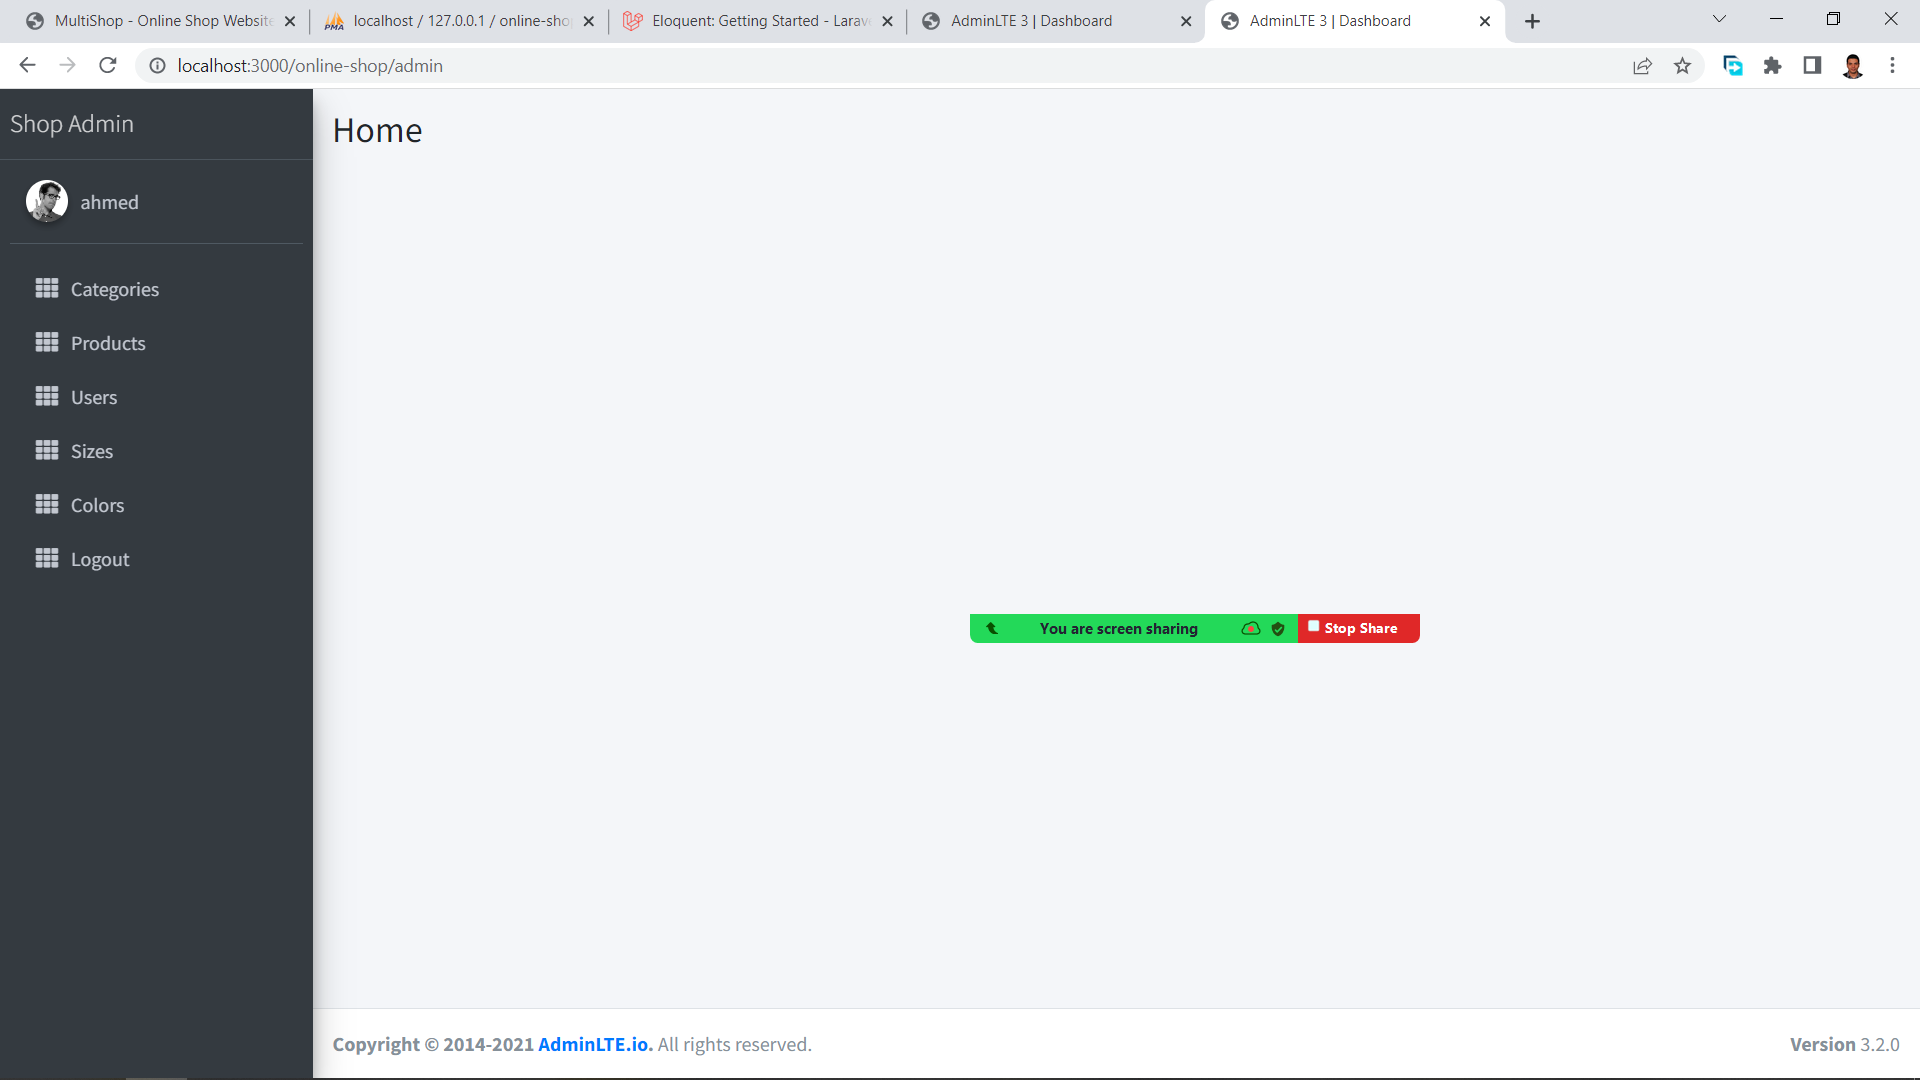 MultiShop - Online Shop Website
localhost / 127.0.0.1 / online-sho
Eloquent: Getting Started - Larav
AdminLTE 3 | Dashboard
AdminLTE 3 | Dashboard
localhost:3000/online-shop/admin
Shop Admin
Home
ahmed
Categories
Products
Users
Sizes
Colors
Logout
You are screen sharing
Stop Share
Copyright © 2014-2021 AdminLTE.io. All rights reserved.
Version 3.2.0
PMA